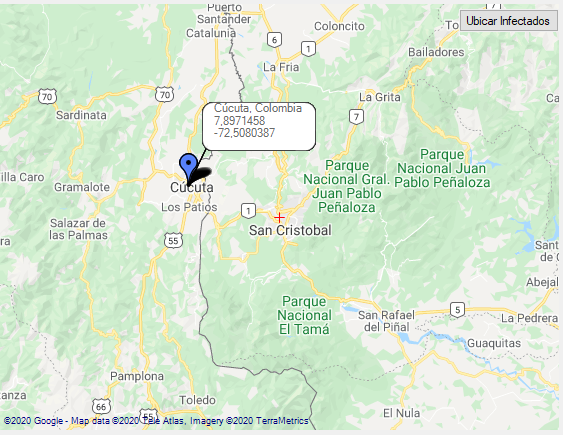 Puerto
Santander
Catalunia
Coloncito
Ubicar Infectados
6
1
Bailadores
La Fria
70
70
La Grita
Sardinata
Cúcuta, Colombia
7,8971458
-72,5080387
7
Parque
Nacional Gral.
Juan Pablo
Peñaloza
Parque
Nacional Juan
Pablo Peñaloza
illa Caro
Gramalote
Cúcuta
Los Patios
1
Salazar de
las Palmas
San Cristobal
55
Sant
de C
Abejal
Parque
Nacional
El Tamá
San Rafael
del Piñal
5
La Pedrera
Guaquitas
Pamplona
tanza
66
Toledo
55
El Nula
©2020 Google - Map data ©2020 Tele Atlas, Imagery ©2020 TerraMetrics